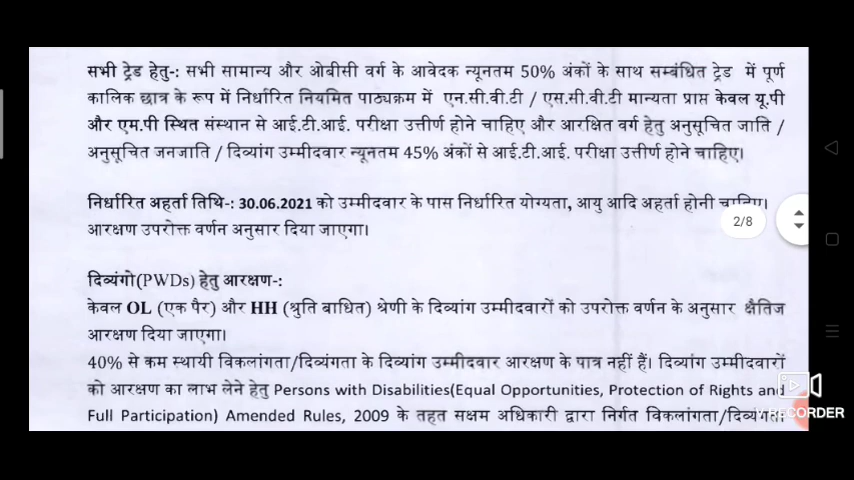 सभी ट्रेड हेतु-: सभी सामान्य और ओबीसी वर्ग के आवेदक न्यूनतम 50% अंकों के साथ सम्बंधित ट्रेड में पूर्ण
कालिक छात्र के रूप में निर्धारित नियमित पाठ्यक्रम में एन.सी.वी.टी / एस.सी.वी.टी मान्यता प्राप्त केवल यू.पी
और एम.पी स्थित संस्थान से आई.टी.आई. परीक्षा उत्तीर्ण होने चाहिए और आरक्षित वर्ग हेतु अनुसूचित जाति /
अनुसूचित जनजाति / दिव्यांग उम्मीदवार न्यूनतम 45% अंकों से आई.टी.आई. परीक्षा उत्तीर्ण होना चाहिए।
निर्धारित अहर्ता तिथि-: 30.06.2021 को उम्मीदवार के पास निर्धारित योग्यता, आयु आदि अहर्ता होनी चाहिए।
2/8
आरक्षण उपरोक्त वर्णन अनुसार दिया जाएगा।
दिव्यंगो(PWDs) हेतु आरक्षण-:
केवल OL (एक पैर) और HH (श्रुति बाधित) श्रेणी के दिव्यांग उम्मीदवारों को उपरोक्त वर्णन के अनुसार क्षैतिज
आरक्षण दिया जाएगा।
40% से कम स्थायी विकलांगता/दिव्यंगता के दिव्यांग उम्मीदवार आरक्षण के पात्र नहीं हैं। दिव्यांग उम्मीदवारों
को आरक्षण का लाभ लेने हेतु Persons with Disabilities(Equal Opportunities, Protection of Rights and
RECORDER
Full Participation) Amended Rules, 2009 के तहत सक्षम अधिकारी द्वारा निर्गत विकलांगता/दिव्यंगता